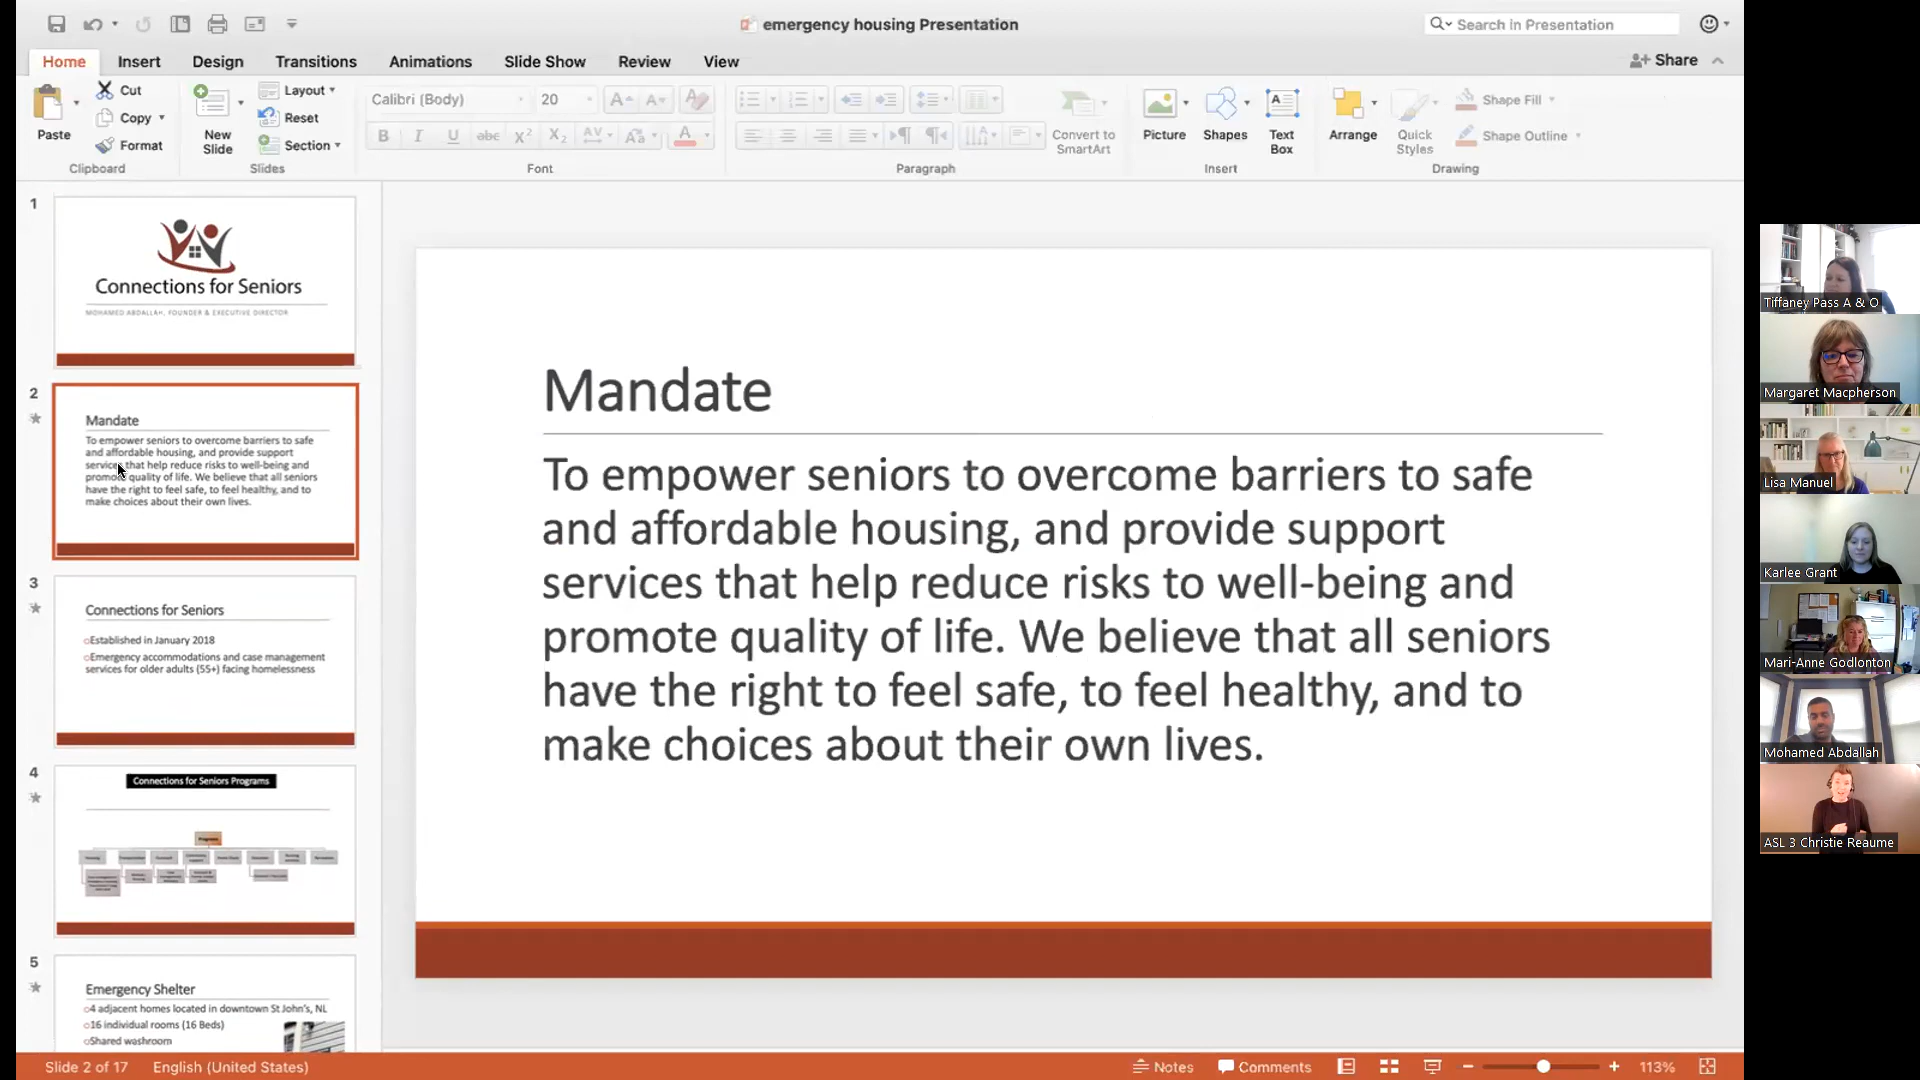 emergency housing Presentation
Search in Presentation
Home Insert Design Transitions Animations Slide Show Review View
Share
Paste
Cut
Copy
Format
Clipboard
New Slide
Layout
Reset
Section
Slides
Calibri (Body) 20
Font
Paragraph
Convert to SmartArt
Picture
Shapes
Text Box
Insert
Arrange
Quick Styles
Shape Fill
Shape Outline
Drawing
1
Connections for Seniors
MOHAMED ABDALLAH, FOUNDER & EXECUTIVE DIRECTOR
2
Mandate
To empower seniors to overcome barriers to safe
and affordable housing, and provide support
services that help reduce risks to well-being and
promote quality of life. We believe that all seniors
have the right to feel safe, to feel healthy, and to
make choices about their own lives.
3
Connections for Seniors
Established in January 2018
Emergency accommodations and case management
services for older adults (55+) facing homelessness
4
Connections for Seniors Programs
Programs
5
Emergency Shelter
4 adjacent homes located in downtown St John's, NL
16 individual rooms (16 Beds)
Shared washroom
Mandate
To empower seniors to overcome barriers to safe
and affordable housing, and provide support
services that help reduce risks to well-being and
promote quality of life. We believe that all seniors
have the right to feel safe, to feel healthy, and to
make choices about their own lives.
Tiffaney Pass A & O
Margaret Macpherson
Lisa Manuel
Karlee Grant
Mari-Anne Godlonton
Mohamed Abdallah
ASL 3 Christie Reaume
Slide 2 of 17 English (United States)
Notes Comments 113%